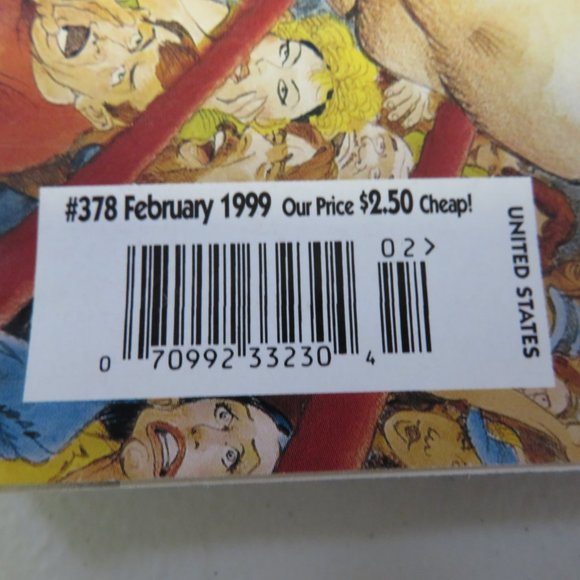 #378 February 1999 Our Price $2.50 Cheap!
02>
0 70992 33230 4
UNITED STATES